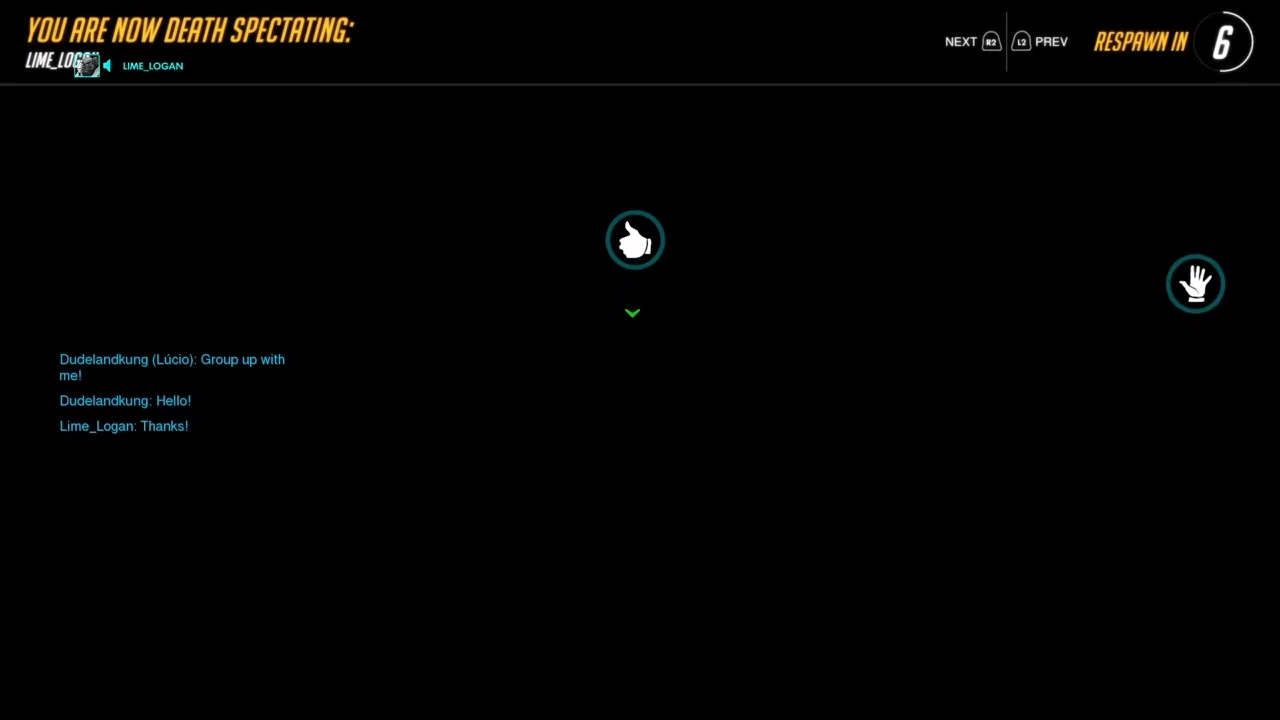 YOU ARE NOW DEATH SPECTATING:
LIME_LOGAN
LIME_LOGAN
NEXT R2 L2 PREV
RESPAWN IN 6
Dudelandkung (Lúcio): Group up with
me!
Dudelandkung: Hello!
Lime_Logan: Thanks!